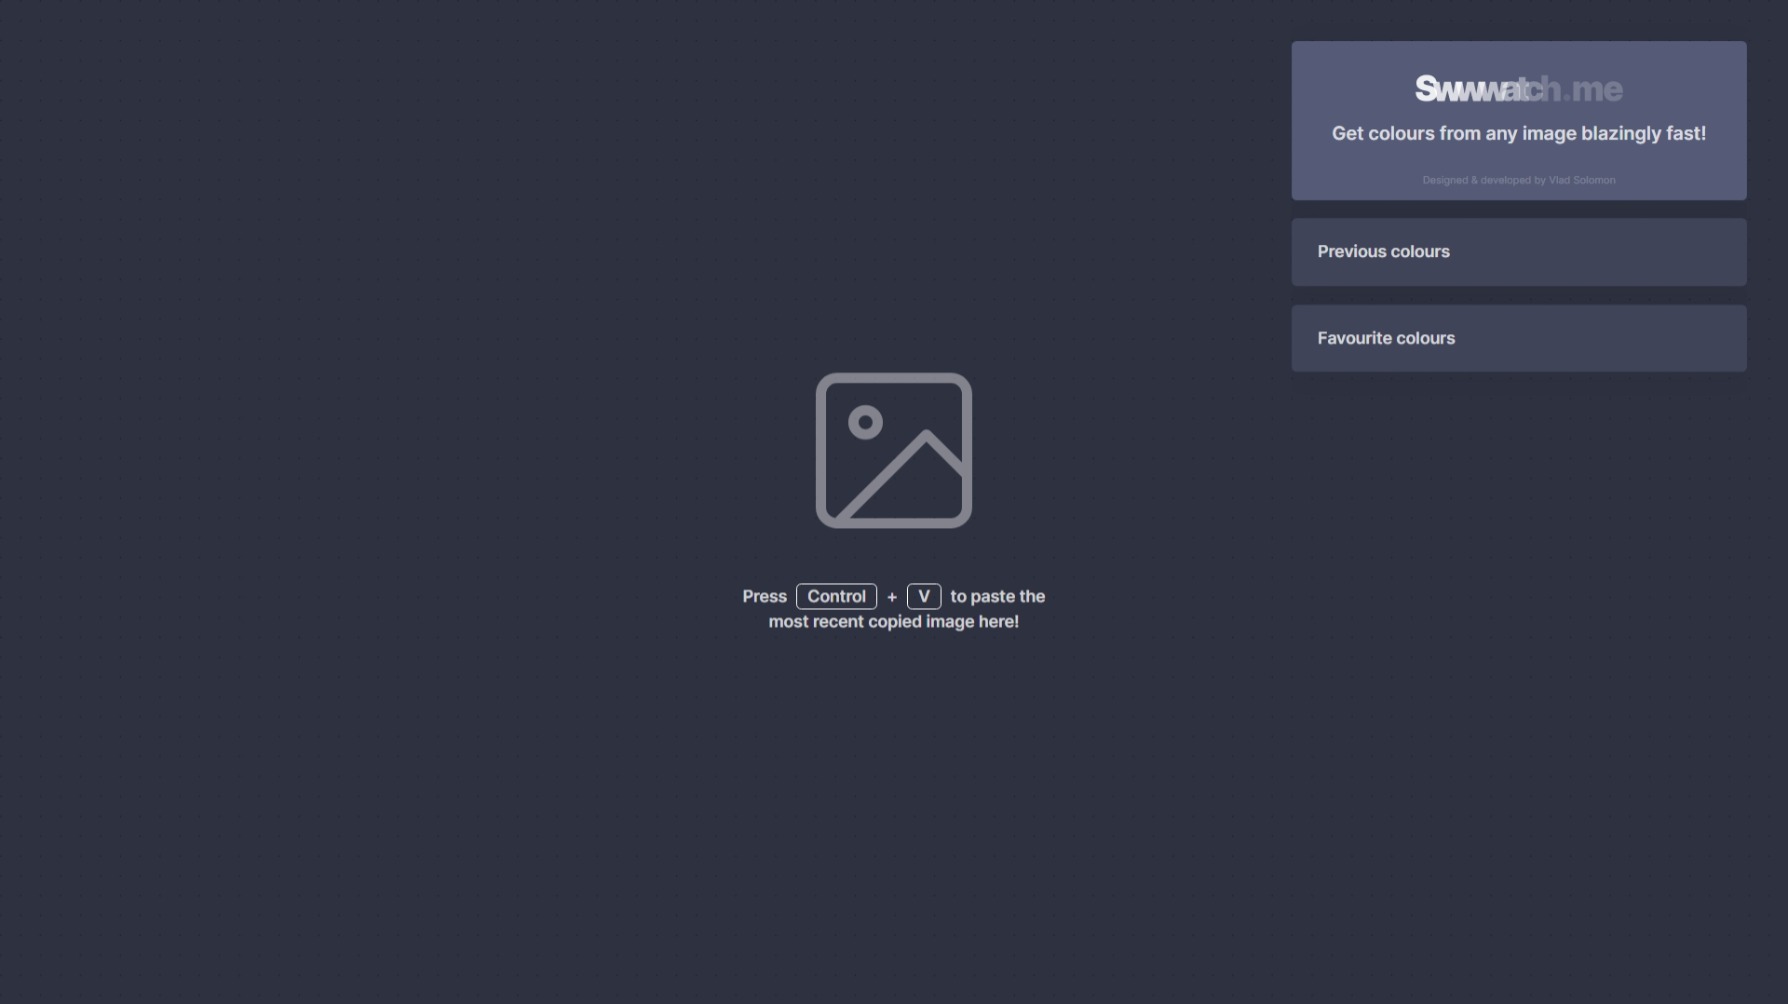 Swwwatch.me
Get colours from any image blazingly fast!
Designed & developed by Vlad Solomon
Previous colours
Favourite colours
Press Control + V to paste the
most recent copied image here!